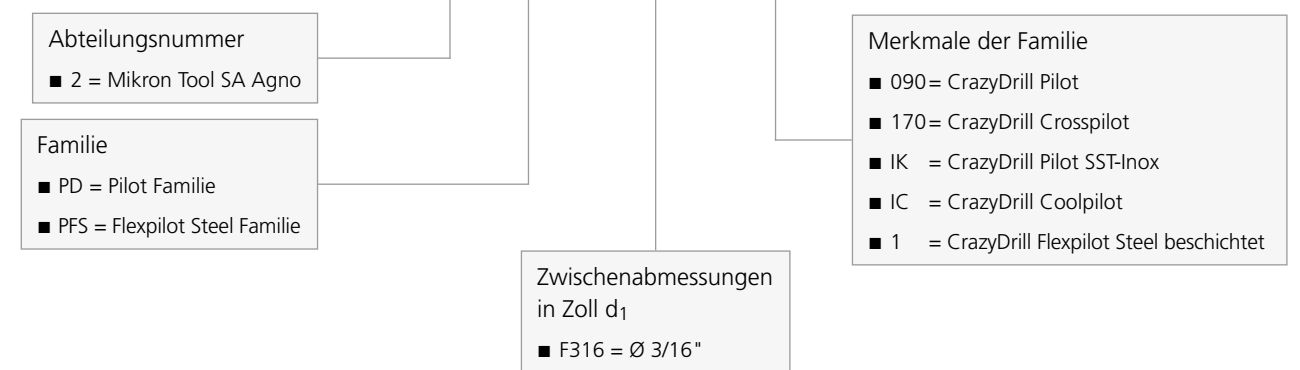 Abteilungsnummer
■ 2 = Mikron Tool SA Agno
Familie
■ PD = Pilot Familie
■ PFS = Flexpilot Steel Familie
Zwischenabmessungen
in Zoll d1
■ F316 = Ø 3/16"
Merkmale der Familie
■ 090 = CrazyDrill Pilot
■ 170 = CrazyDrill Crosspilot
■ IK = CrazyDrill Pilot SST-Inox
■ IC = CrazyDrill Coolpilot
■ 1 = CrazyDrill Flexpilot Steel beschichtet